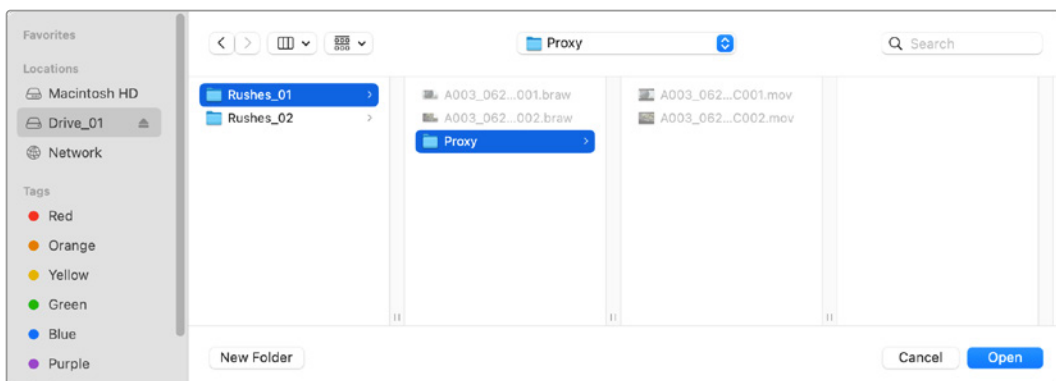 Favorites
Locations
Macintosh HD
Drive_01
Network
Tags
Red
Orange
Yellow
Green
Blue
Purple
Proxy
Search
Rushes_01
Rushes_02
A003_062...001.braw
A003_062...002.braw
Proxy
A003_062...C001.mov
A003_062...C002.mov
New Folder
Cancel
Open